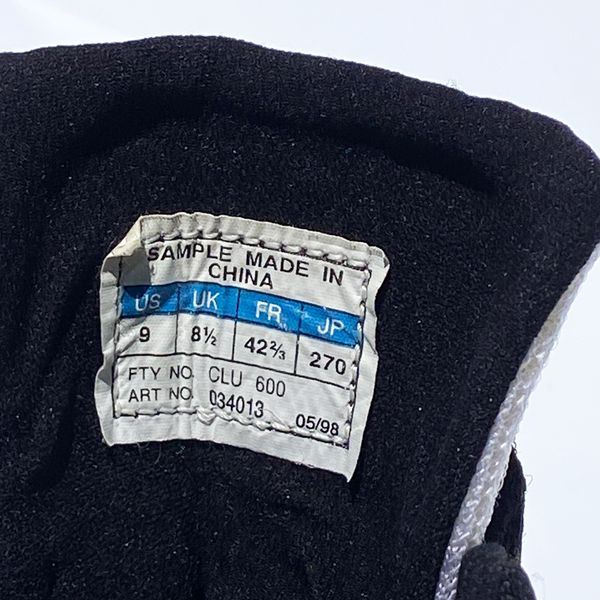 SAMPLE MADE IN
CHINA
US UK FR JP
9 8½ 42⅔ 270
FTY NO. CLU 600
ART NO. 034013 05/98